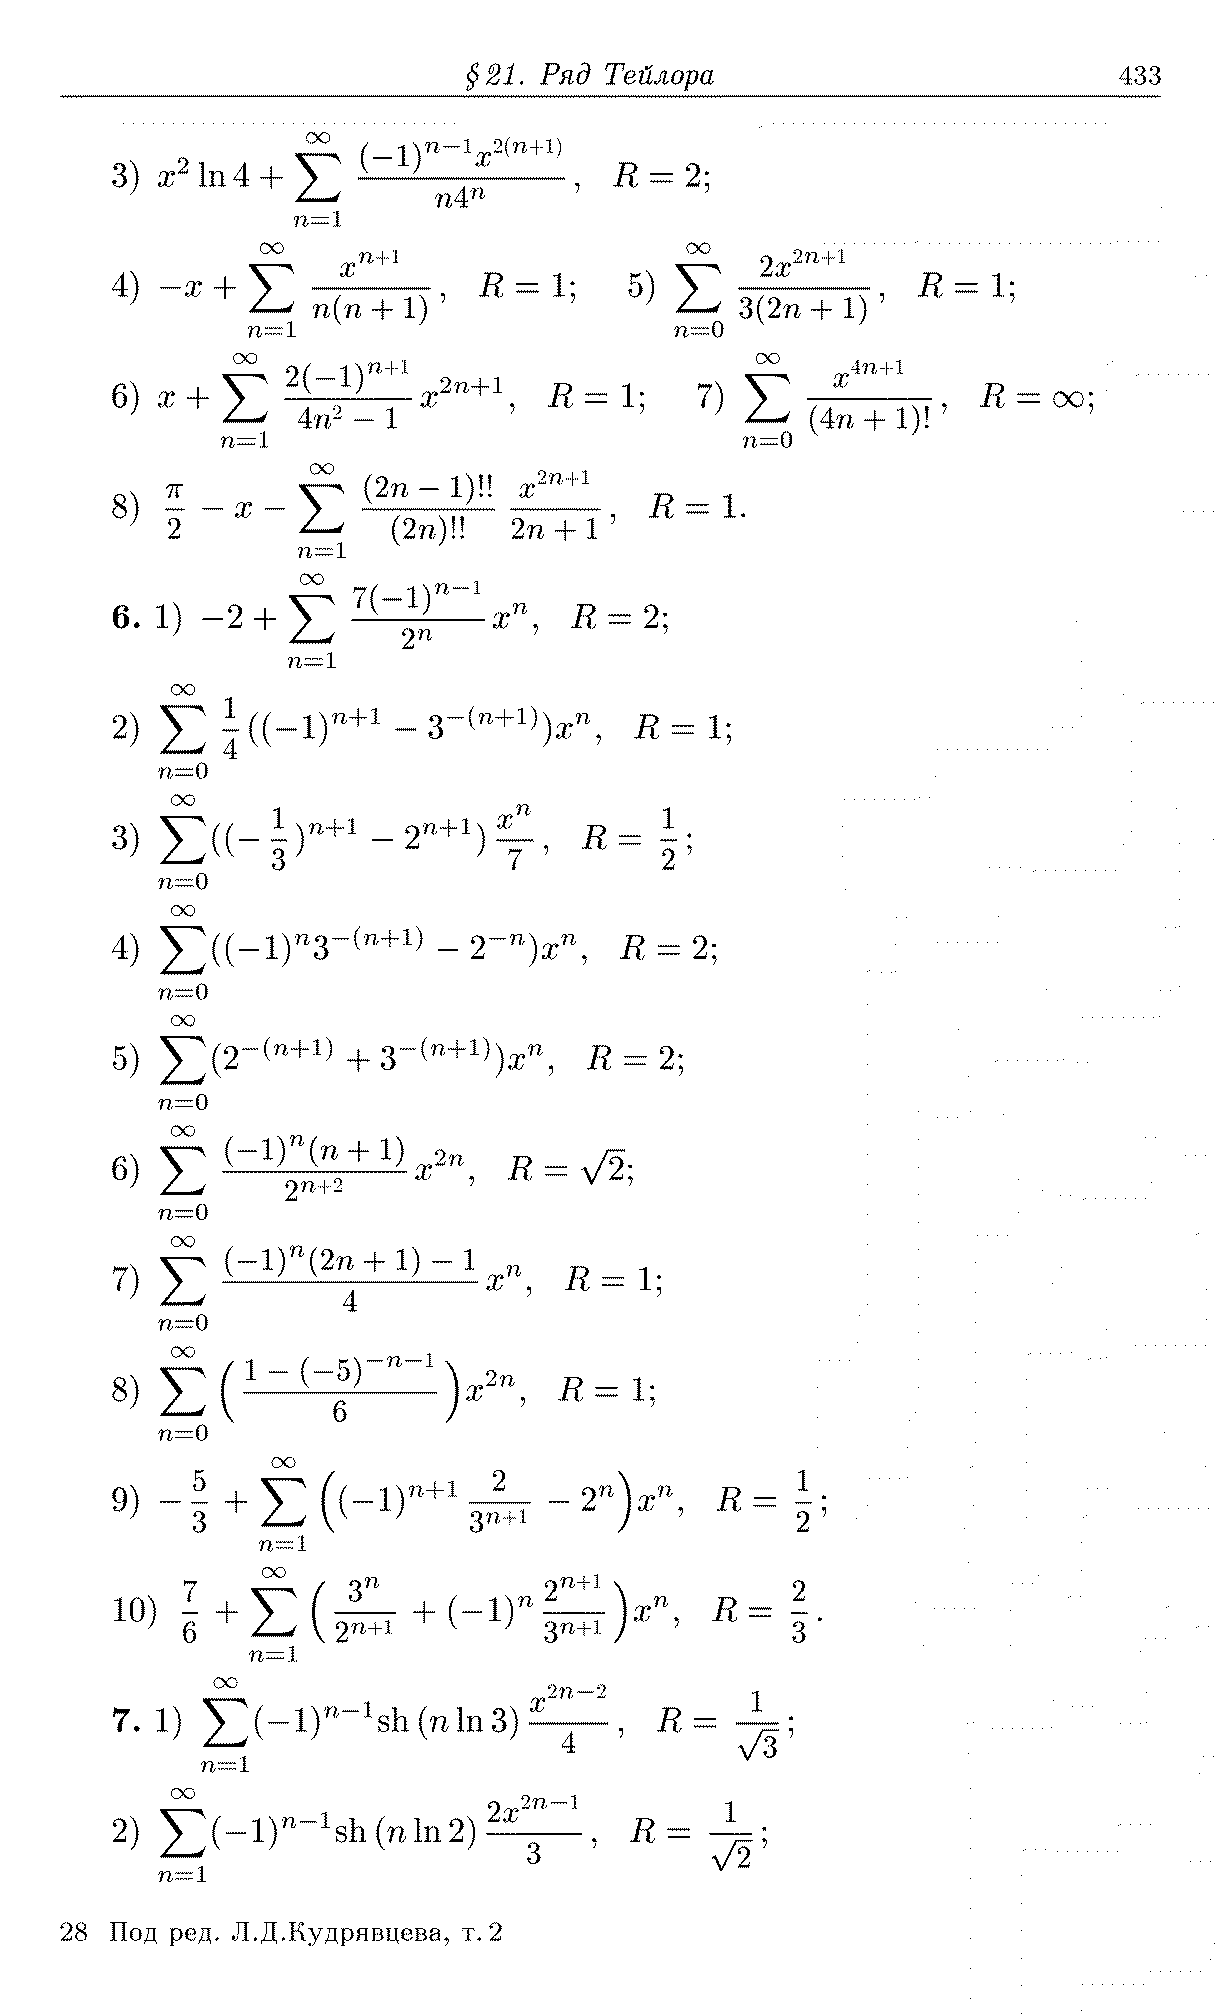 § 21. Ряд Тейлора 433
3) $x^2 \ln 4 + \sum_{n=1}^{\infty} \frac{(-1)^{n-1}x^{2(n+1)}}{n4^n}$, $R = 2$;
4) $-x + \sum_{n=1}^{\infty} \frac{x^{n+1}}{n(n+1)}$, $R = 1$; 5) $\sum_{n=0}^{\infty} \frac{2x^{2n+1}}{3(2n+1)}$, $R = 1$;
6) $x + \sum_{n=1}^{\infty} \frac{2(-1)^{n+1}}{4n^2-1} x^{2n+1}$, $R = 1$; 7) $\sum_{n=0}^{\infty} \frac{x^{4n+1}}{(4n+1)!}$, $R = \infty$;
8) $\frac{\pi}{2} - x - \sum_{n=1}^{\infty} \frac{(2n-1)!!}{(2n)!!} \frac{x^{2n+1}}{2n+1}$, $R = 1$.
6. 1) $-2 + \sum_{n=1}^{\infty} \frac{7(-1)^{n-1}}{2^n} x^n$, $R = 2$;
2) $\sum_{n=0}^{\infty} \frac{1}{4}((-1)^{n+1} - 3^{-(n+1)})x^n$, $R = 1$;
3) $\sum_{n=0}^{\infty} ((-\frac{1}{3})^{n+1} - 2^{n+1})\frac{x^n}{7}$, $R = \frac{1}{2}$;
4) $\sum_{n=0}^{\infty} ((-1)^n 3^{-(n+1)} - 2^{-n})x^n$, $R = 2$;
5) $\sum_{n=0}^{\infty} (2^{-(n+1)} + 3^{-(n+1)})x^n$, $R = 2$;
6) $\sum_{n=0}^{\infty} \frac{(-1)^n(n+1)}{2^{n+2}} x^{2n}$, $R = \sqrt{2}$;
7) $\sum_{n=0}^{\infty} \frac{(-1)^n(2n+1)-1}{4} x^n$, $R = 1$;
8) $\sum_{n=0}^{\infty} \left(\frac{1-(-5)^{-n-1}}{6}\right)x^{2n}$, $R = 1$;
9) $-\frac{5}{3} + \sum_{n=1}^{\infty} \left((-1)^{n+1} \frac{2}{3^{n+1}} - 2^n\right)x^n$, $R = \frac{1}{2}$;
10) $\frac{7}{6} + \sum_{n=1}^{\infty} \left(\frac{3^n}{2^{n+1}} + (-1)^n \frac{2^{n+1}}{3^{n+1}}\right)x^n$, $R = \frac{2}{3}$.
7. 1) $\sum_{n=1}^{\infty} (-1)^{n-1} \text{sh}\,(n \ln 3)\frac{x^{2n-2}}{4}$, $R = \frac{1}{\sqrt{3}}$;
2) $\sum_{n=1}^{\infty} (-1)^{n-1} \text{sh}\,(n \ln 2)\frac{2x^{2n-1}}{3}$, $R = \frac{1}{\sqrt{2}}$;
28 Под ред. Л.Д.Кудрявцева, т. 2